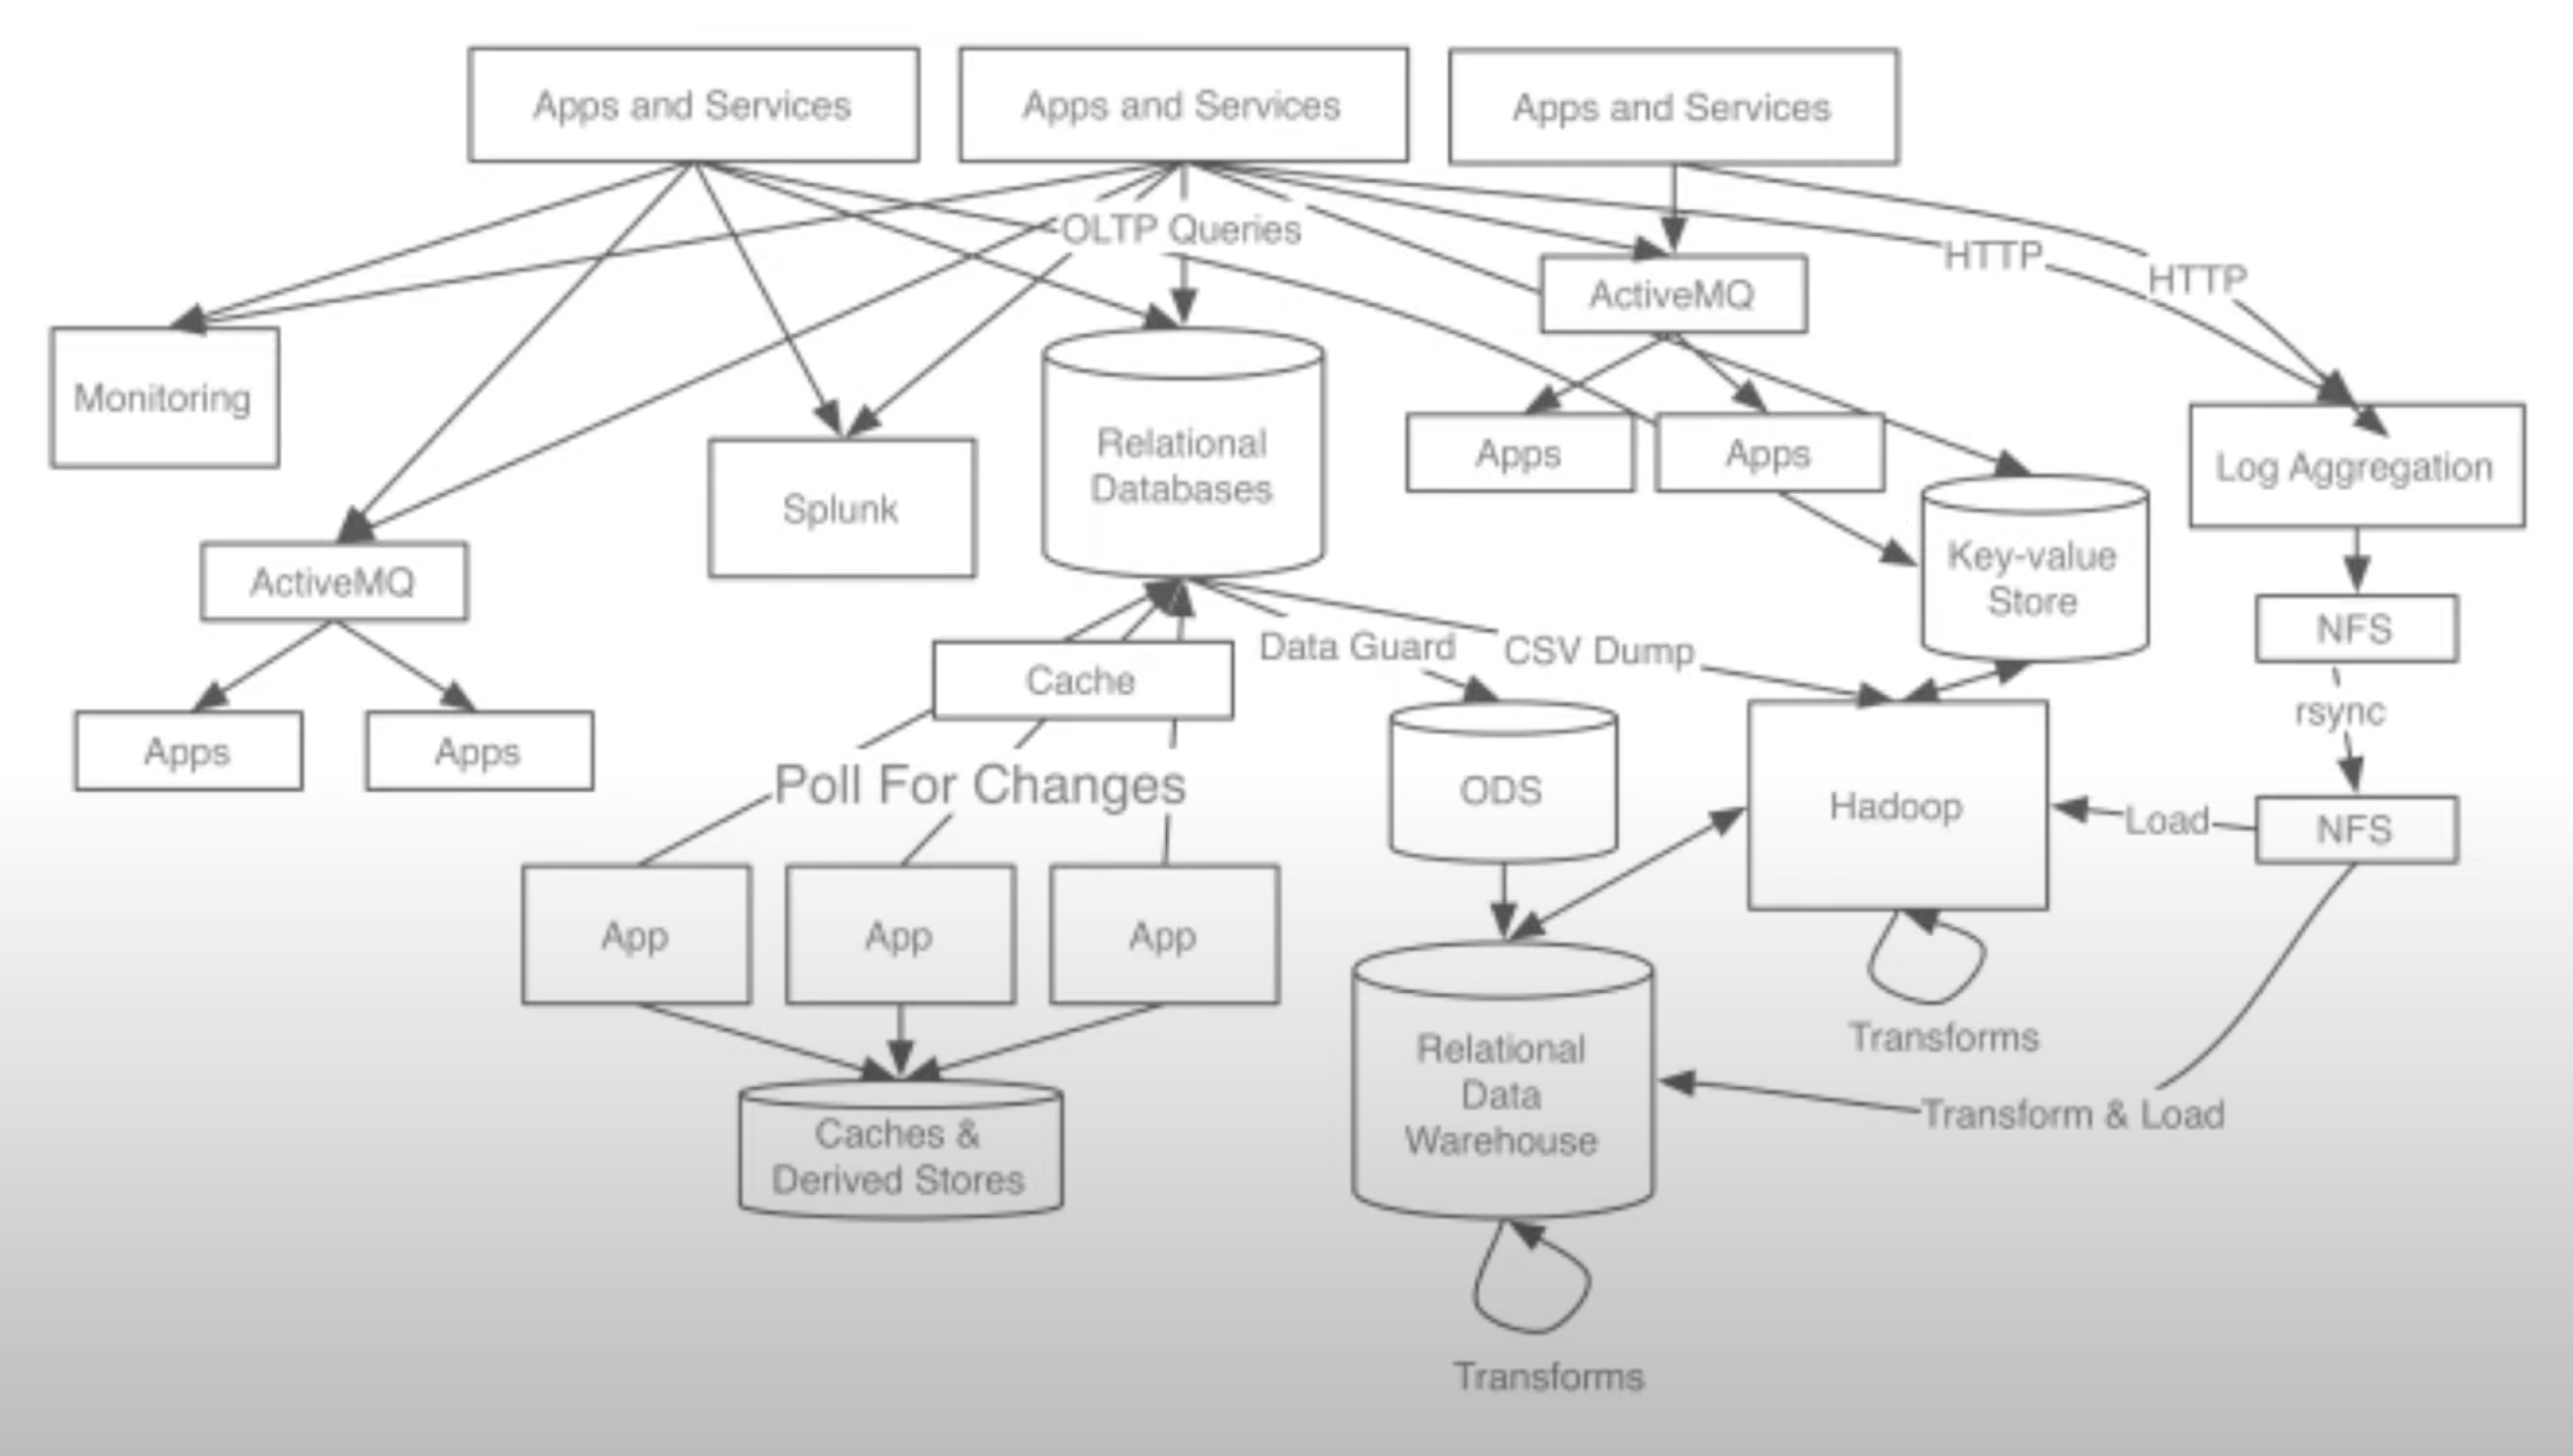 Apps and Services
Apps and Services
Apps and Services
OLTP Queries
HTTP
HTTP
ActiveMQ
Monitoring
Relational
Databases
Apps
Apps
Log Aggregation
Splunk
Key-value
Store
ActiveMQ
NFS
Data Guard
CSV Dump
Cache
rsync
Apps
Apps
Poll For Changes
ODS
Hadoop
Load
NFS
App
App
App
Transforms
Relational
Data
Warehouse
Transform & Load
Caches &
Derived Stores
Transforms